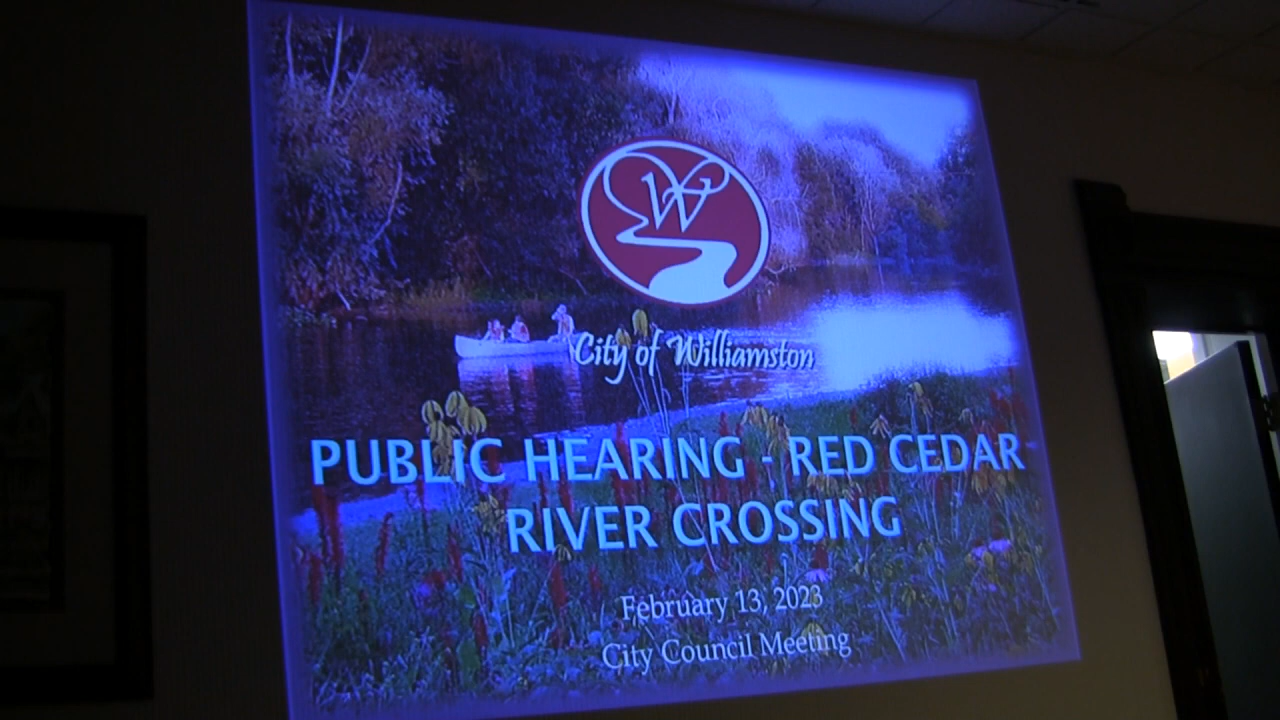 W
City of Williamston
PUBLIC HEARING - RED CEDAR
RIVER CROSSING
February 13, 2023
City Council Meeting